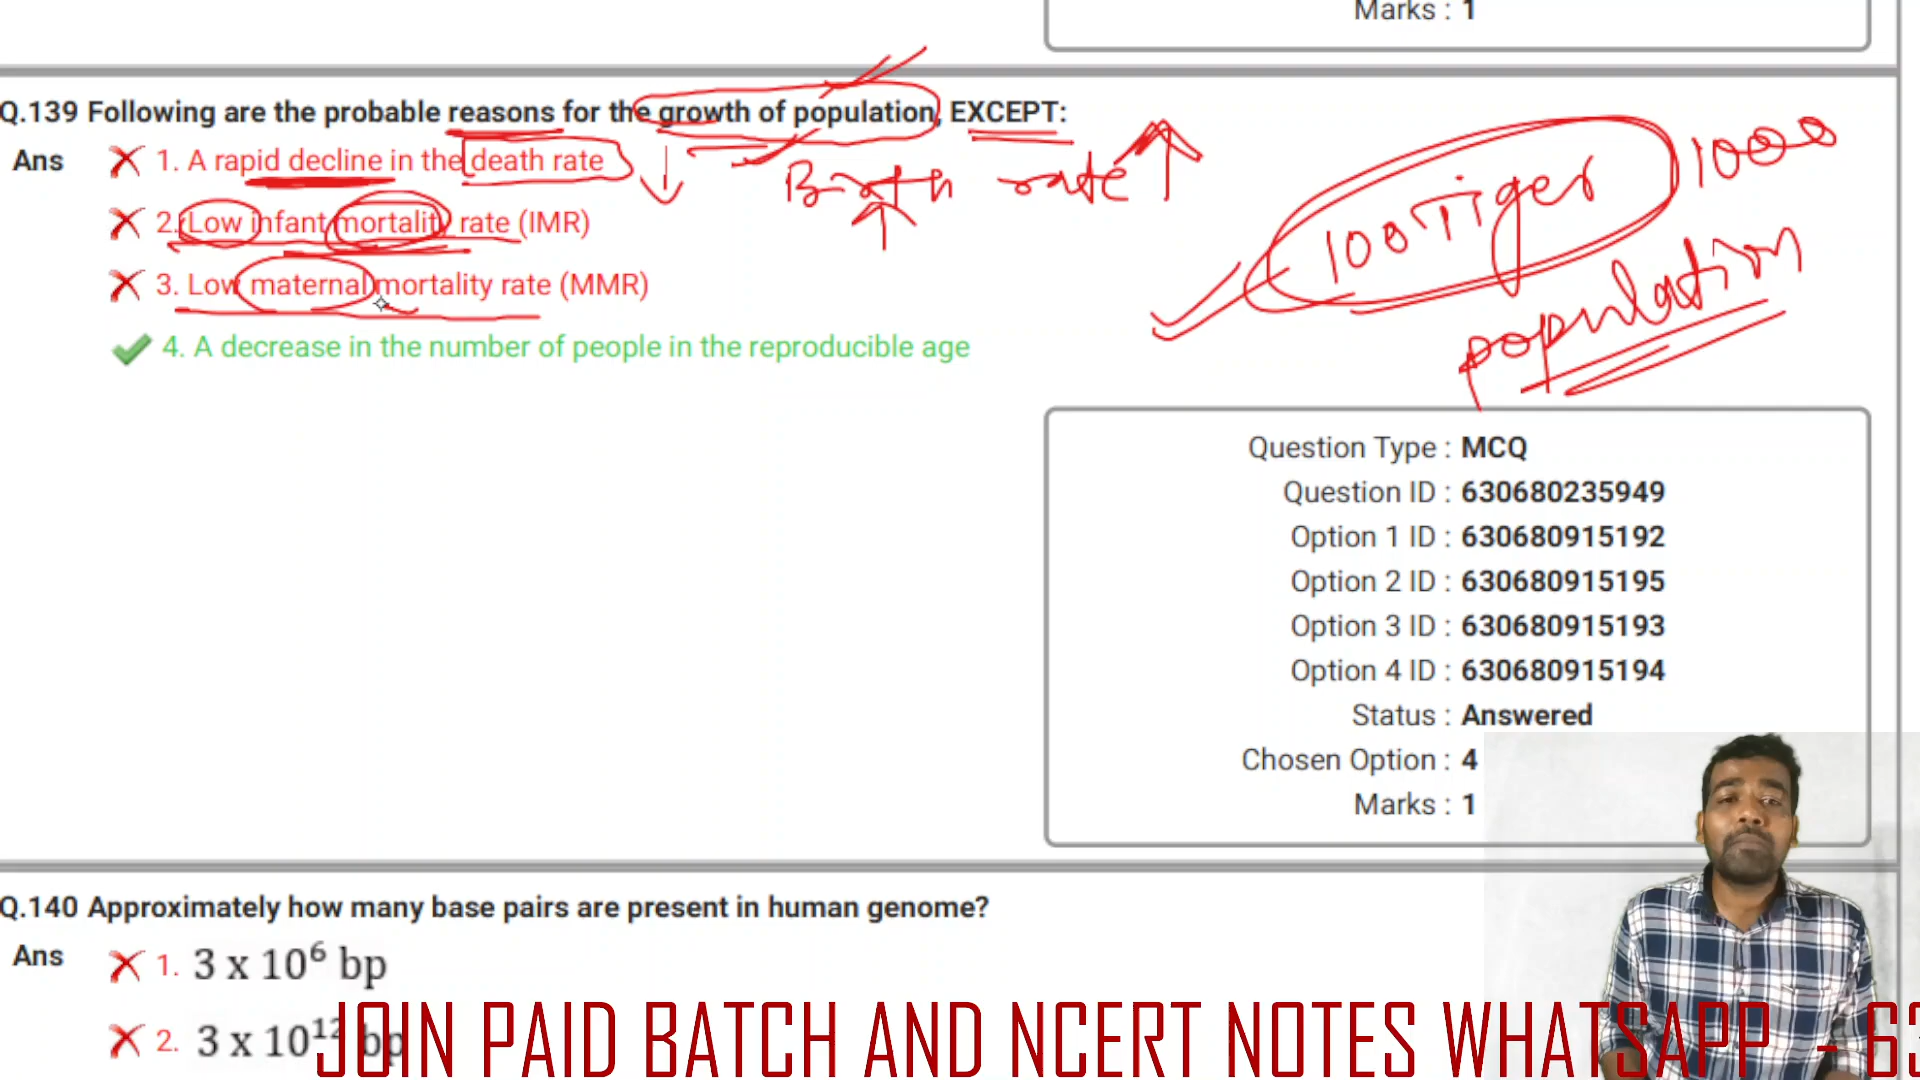 Marks : 1
Q.139 Following are the probable reasons for the growth of population, EXCEPT:
Ans 1. A rapid decline in the death rate
2. Low infant mortality rate (IMR)
3. Low maternal mortality rate (MMR)
4. A decrease in the number of people in the reproducible age
Birth rate
100 Tiger
1000
population
Question Type : MCQ
Question ID : 630680235949
Option 1 ID : 630680915192
Option 2 ID : 630680915195
Option 3 ID : 630680915193
Option 4 ID : 630680915194
Status : Answered
Chosen Option : 4
Marks : 1
Q.140 Approximately how many base pairs are present in human genome?
Ans 1. 3 x 10⁶ bp
2. 3 x 10¹² bp
JOIN PAID BATCH AND NCERT NOTES WHATSAPP - 63